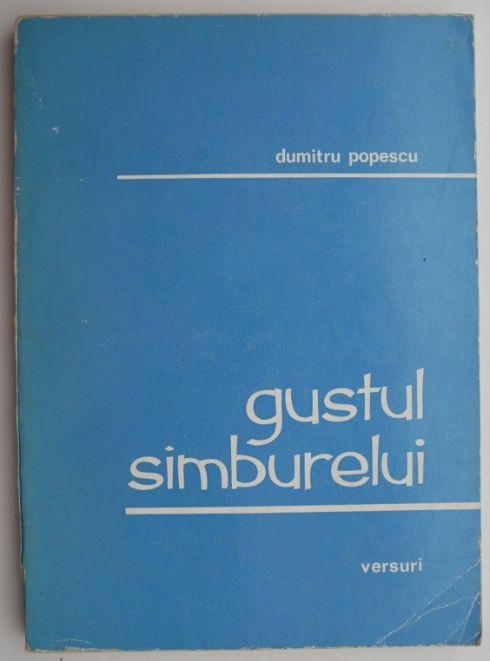 dumitru popescu
gustul
simburelui
versuri